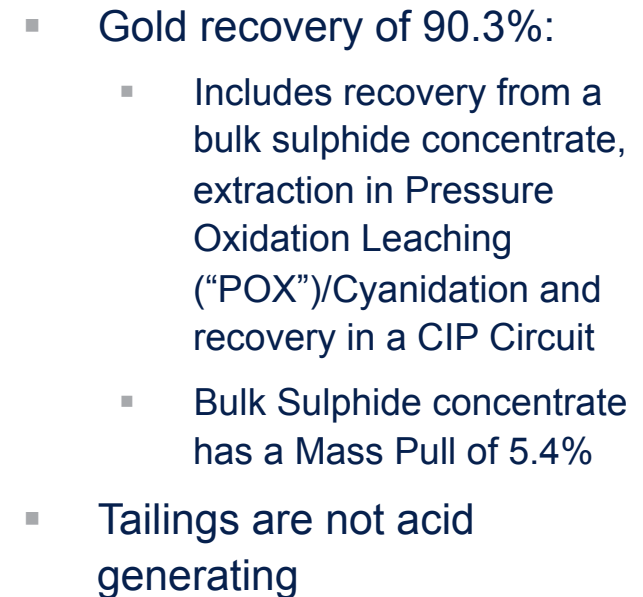 ▪ Gold recovery of 90.3%:
▪ Includes recovery from a
bulk sulphide concentrate,
extraction in Pressure
Oxidation Leaching
(“POX”)/Cyanidation and
recovery in a CIP Circuit
▪ Bulk Sulphide concentrate
has a Mass Pull of 5.4%
▪ Tailings are not acid
generating